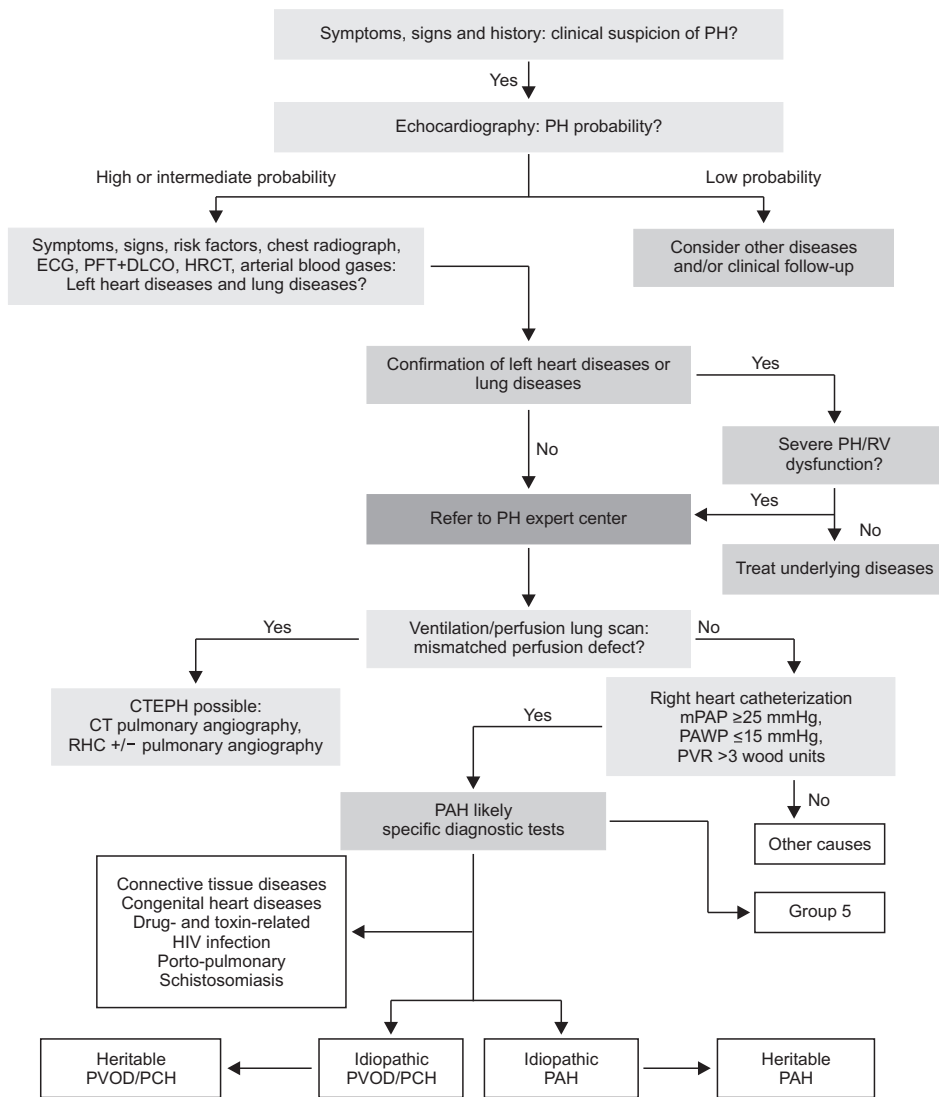 Symptoms, signs and history: clinical suspicion of PH?
Yes
Echocardiography: PH probability?
High or intermediate probability
Low probability
Symptoms, signs, risk factors, chest radiograph,
ECG, PFT+DLCO, HRCT, arterial blood gases:
Left heart diseases and lung diseases?
Consider other diseases
and/or clinical follow-up
Confirmation of left heart diseases or
lung diseases
Yes
No
Severe PH/RV
dysfunction?
Yes
Refer to PH expert center
No
Treat underlying diseases
Yes
Ventilation/perfusion lung scan:
mismatched perfusion defect?
No
CTEPH possible:
CT pulmonary angiography,
RHC +/− pulmonary angiography
Right heart catheterization
mPAP ≥25 mmHg,
PAWP ≤15 mmHg,
PVR >3 wood units
Yes
No
PAH likely
specific diagnostic tests
Other causes
Connective tissue diseases
Congenital heart diseases
Drug- and toxin-related
HIV infection
Porto-pulmonary
Schistosomiasis
Group 5
Heritable
PVOD/PCH
Idiopathic
PVOD/PCH
Idiopathic
PAH
Heritable
PAH